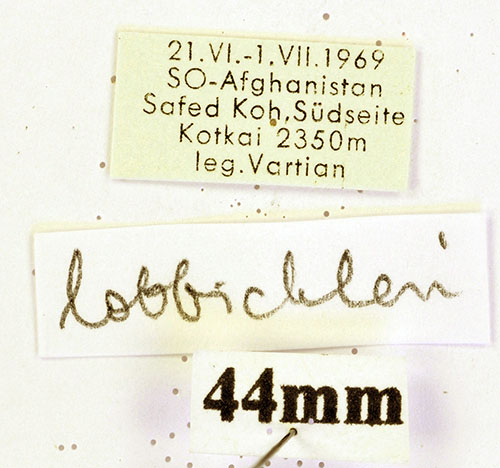 21.VI.-1.VII.1969
SO-Afghanistan
Safed Koh,Südseite
Kotkai 2350m
leg.Vartian
lobbichleri
44mm